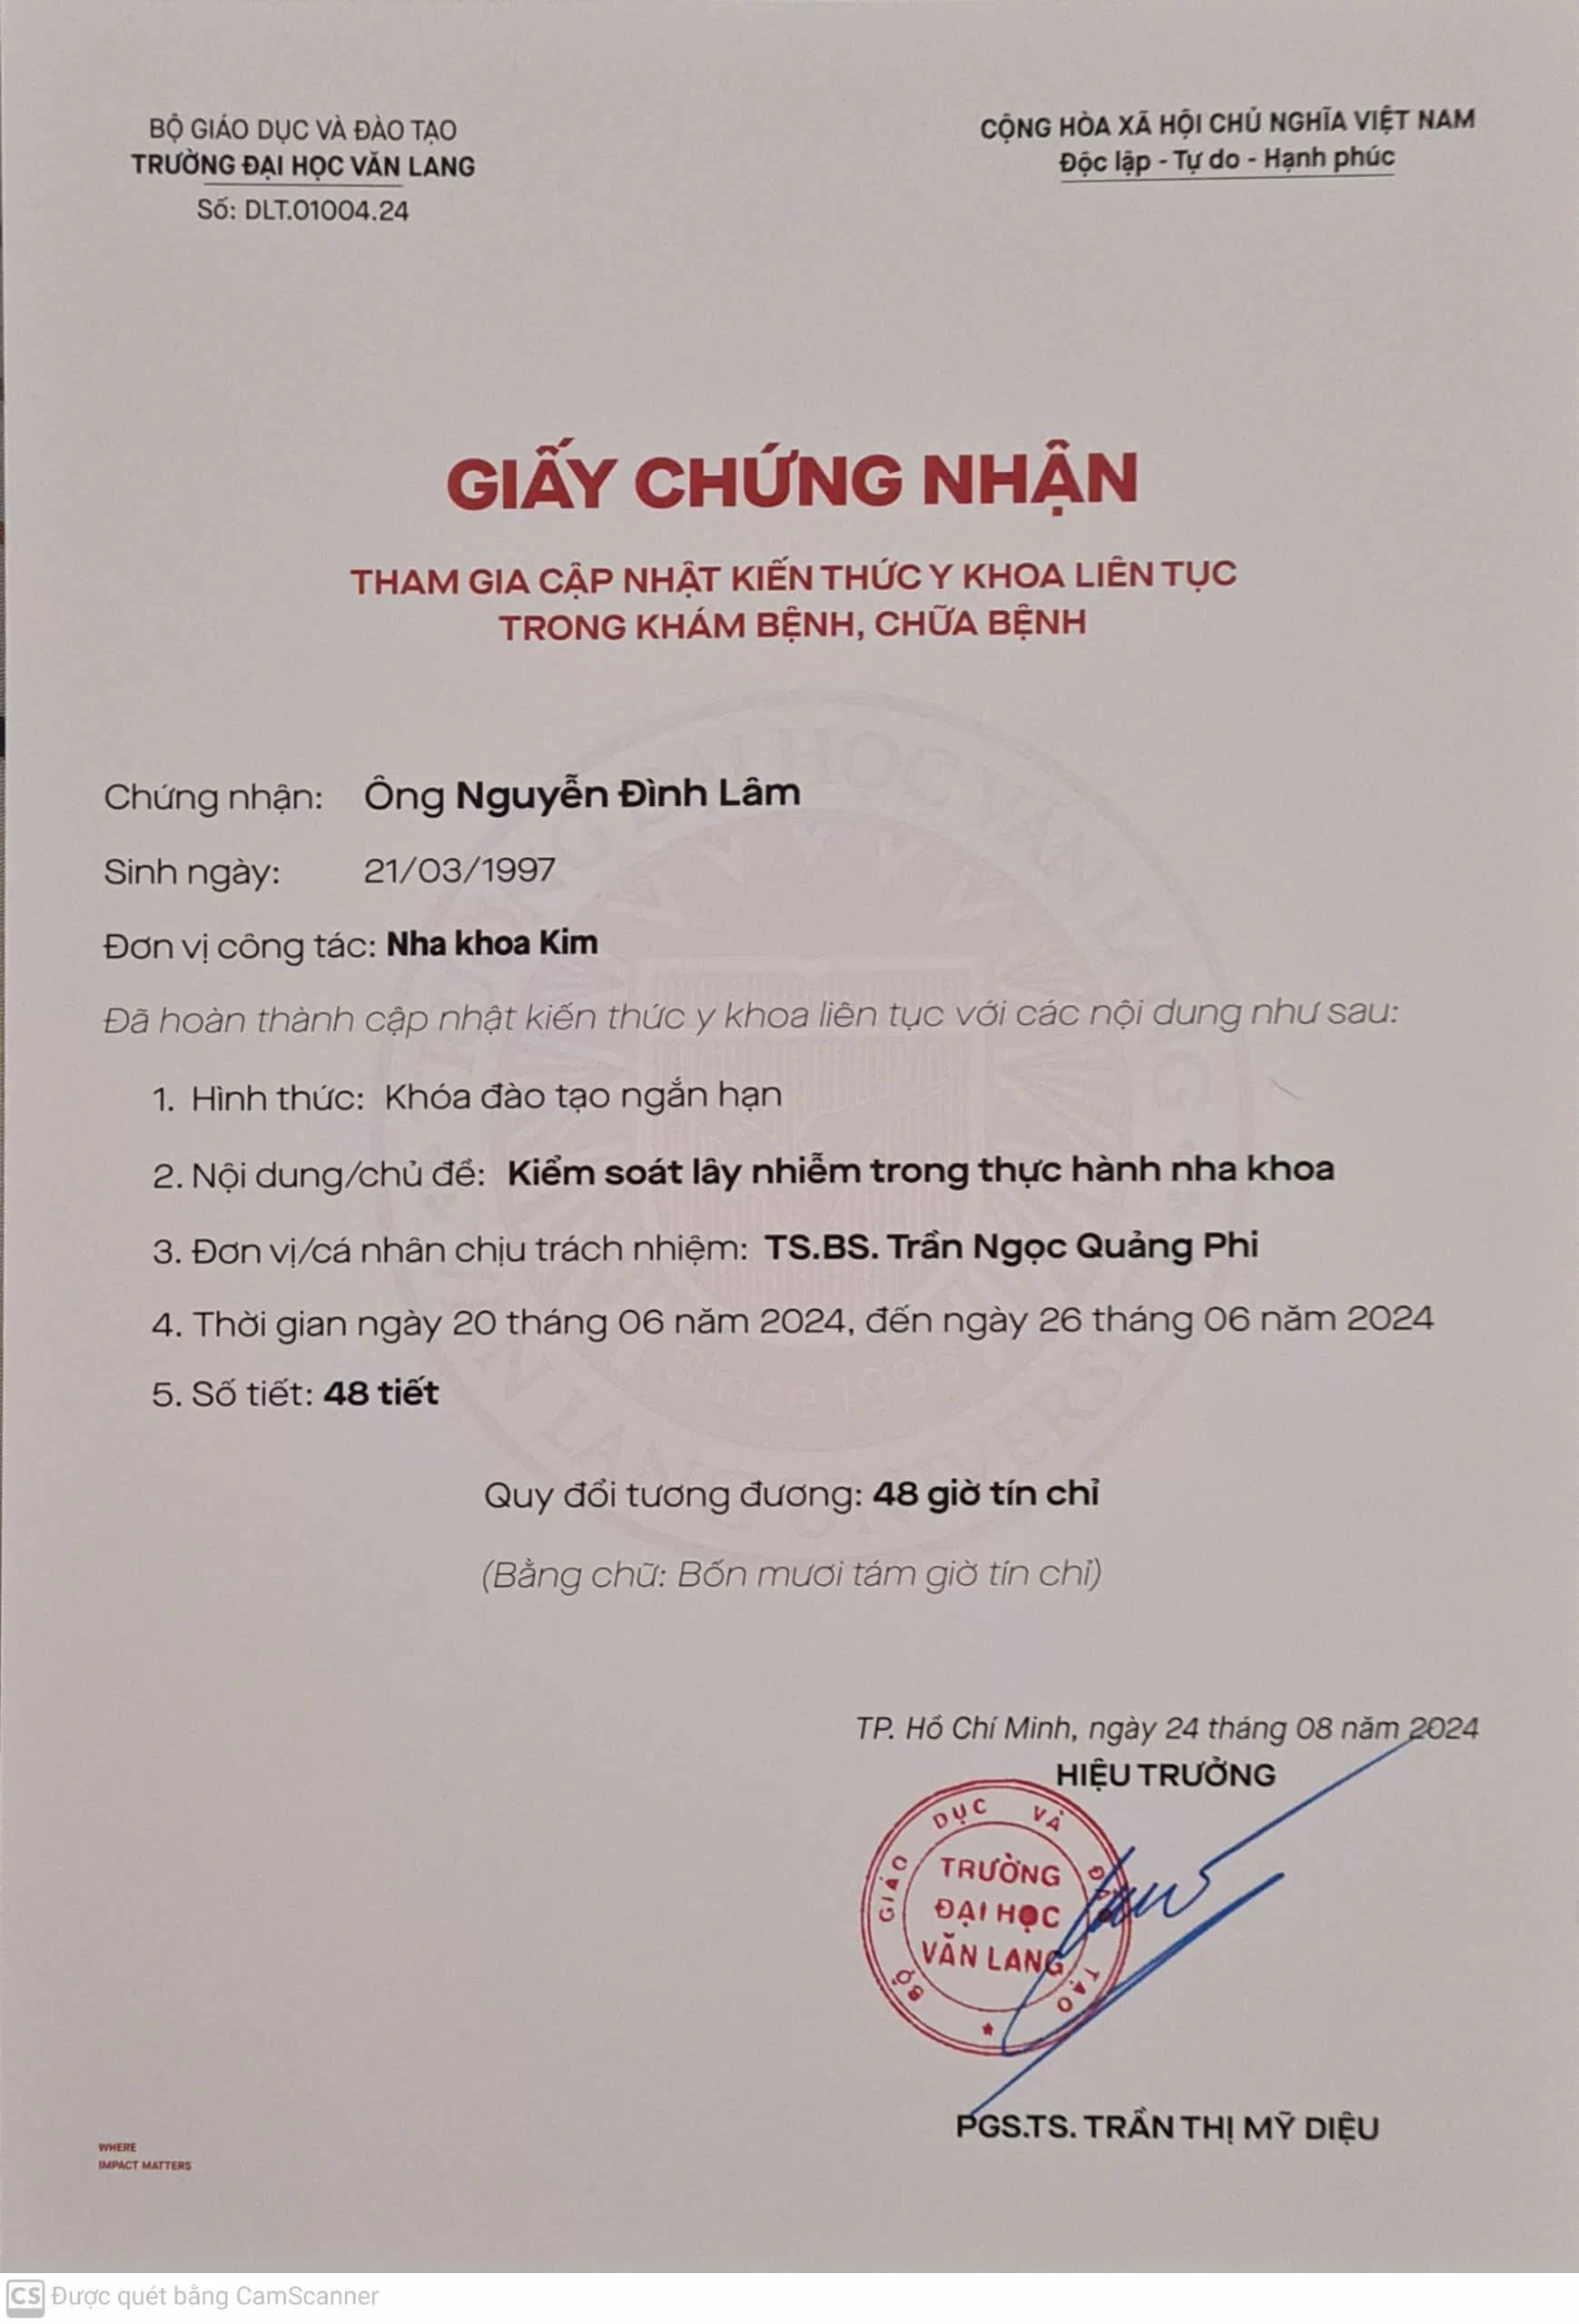 BỘ GIÁO DỤC VÀ ĐÀO TẠO
TRƯỜNG ĐẠI HỌC VĂN LANG
Số: DLT.01004.24
CỘNG HÒA XÃ HỘI CHỦ NGHĨA VIỆT NAM
Độc lập - Tự do - Hạnh phúc
GIẤY CHỨNG NHẬN
THAM GIA CẬP NHẬT KIẾN THỨC Y KHOA LIÊN TỤC
TRONG KHÁM BỆNH, CHỮA BỆNH
Chứng nhận: Ông Nguyễn Đình Lâm
Sinh ngày: 21/03/1997
Đơn vị công tác: Nha khoa Kim
Đã hoàn thành cập nhật kiến thức y khoa liên tục với các nội dung như sau:
1. Hình thức: Khóa đào tạo ngắn hạn
2. Nội dung/chủ đề: Kiểm soát lây nhiễm trong thực hành nha khoa
3. Đơn vị/cá nhân chịu trách nhiệm: TS.BS. Trần Ngọc Quảng Phi
4. Thời gian ngày 20 tháng 06 năm 2024, đến ngày 26 tháng 06 năm 2024
5. Số tiết: 48 tiết
Quy đổi tương đương: 48 giờ tín chỉ
(Bằng chữ: Bốn mươi tám giờ tín chỉ)
TP. Hồ Chí Minh, ngày 24 tháng 08 năm 2024
HIỆU TRƯỞNG
BỘ GIÁO DỤC VÀ ĐÀO TẠO
TRƯỜNG
ĐẠI HỌC
VĂN LANG
PGS.TS. TRẦN THỊ MỸ DIỆU
WHERE
IMPACT MATTERS
CS Được quét bằng CamScanner